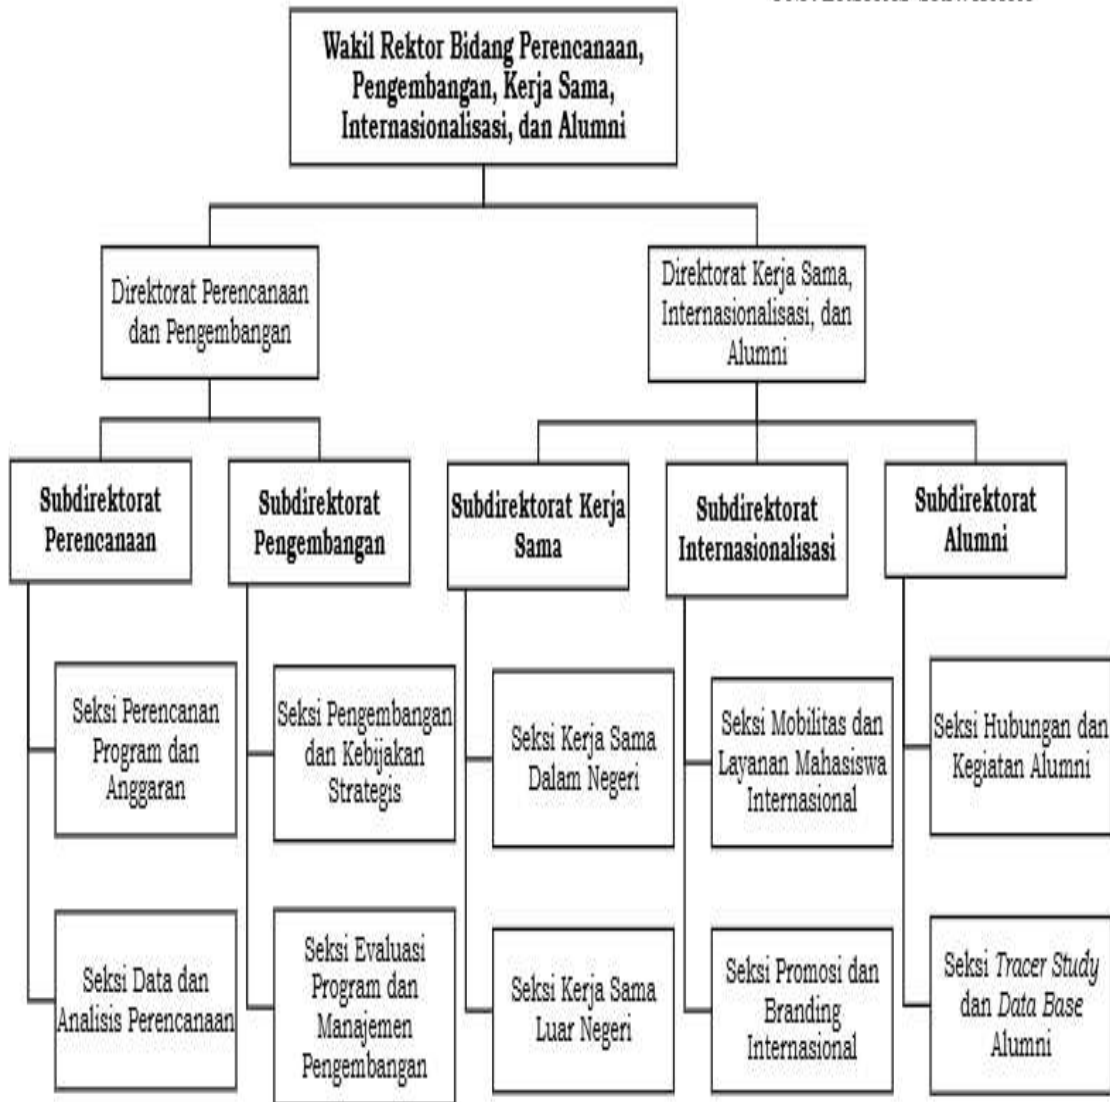 Wakil Rektor Bidang Perencanaan,
Pengembangan, Kerja Sama,
Internasionalisasi, dan Alumni
Direktorat Perencanaan
dan Pengembangan
Direktorat Kerja Sama,
Internasionalisasi, dan
Alumni
Subdirektorat
Perencanaan
Subdirektorat
Pengembangan
Subdirektorat Kerja
Sama
Subdirektorat
Internasionalisasi
Subdirektorat
Alumni
Seksi Perencanan
Program dan
Anggaran
Seksi Pengembangan
dan Kebijakan
Strategis
Seksi Kerja Sama
Dalam Negeri
Seksi Mobilitas dan
Layanan Mahasiswa
Internasional
Seksi Hubungan dan
Kegiatan Alumni
Seksi Data dan
Analisis Perencanaan
Seksi Evaluasi
Program dan
Manajemen
Pengembangan
Seksi Kerja Sama
Luar Negeri
Seksi Promosi dan
Branding
Internasional
Seksi Tracer Study
dan Data Base
Alumni